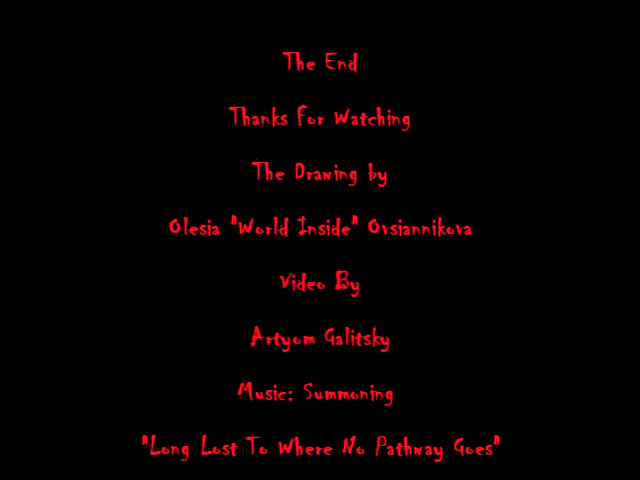 The End
Thanks For Watching
The Drawing by
Olesia "World Inside" Ovsiannikova
Video By
Artyom Galitsky
Music: Summoning
"Long Lost To Where No Pathway Goes"